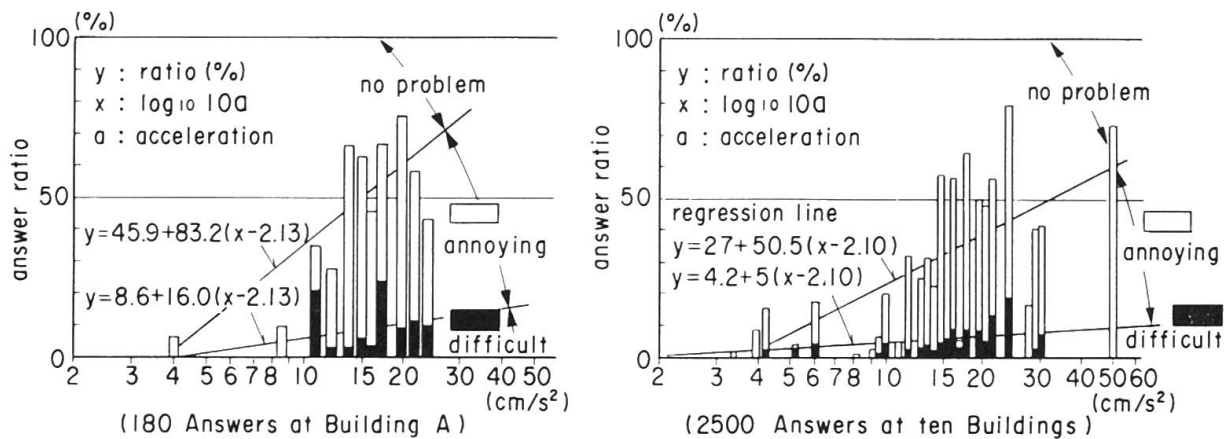 (%)
100
y : ratio (%)
x : log10 10a
a : acceleration
no problem
answer ratio
50
y=45.9+83.2(x-2.13)
annoying
y=8.6+16.0(x-2.13)
difficult
0
2 3 4 5 6 7 8 10 15 20 30 40 50
(cm/s²)
(180 Answers at Building A)
(%)
100
y : ratio (%)
x : log10 10a
a : acceleration
no problem
answer ratio
50
regression line
y=27+50.5(x-2.10)
annoying
y=4.2+5(x-2.10)
difficult
0
2 3 4 5 6 7 8 10 15 20 30 40 50 60
(cm/s²)
(2500 Answers at ten Buildings)